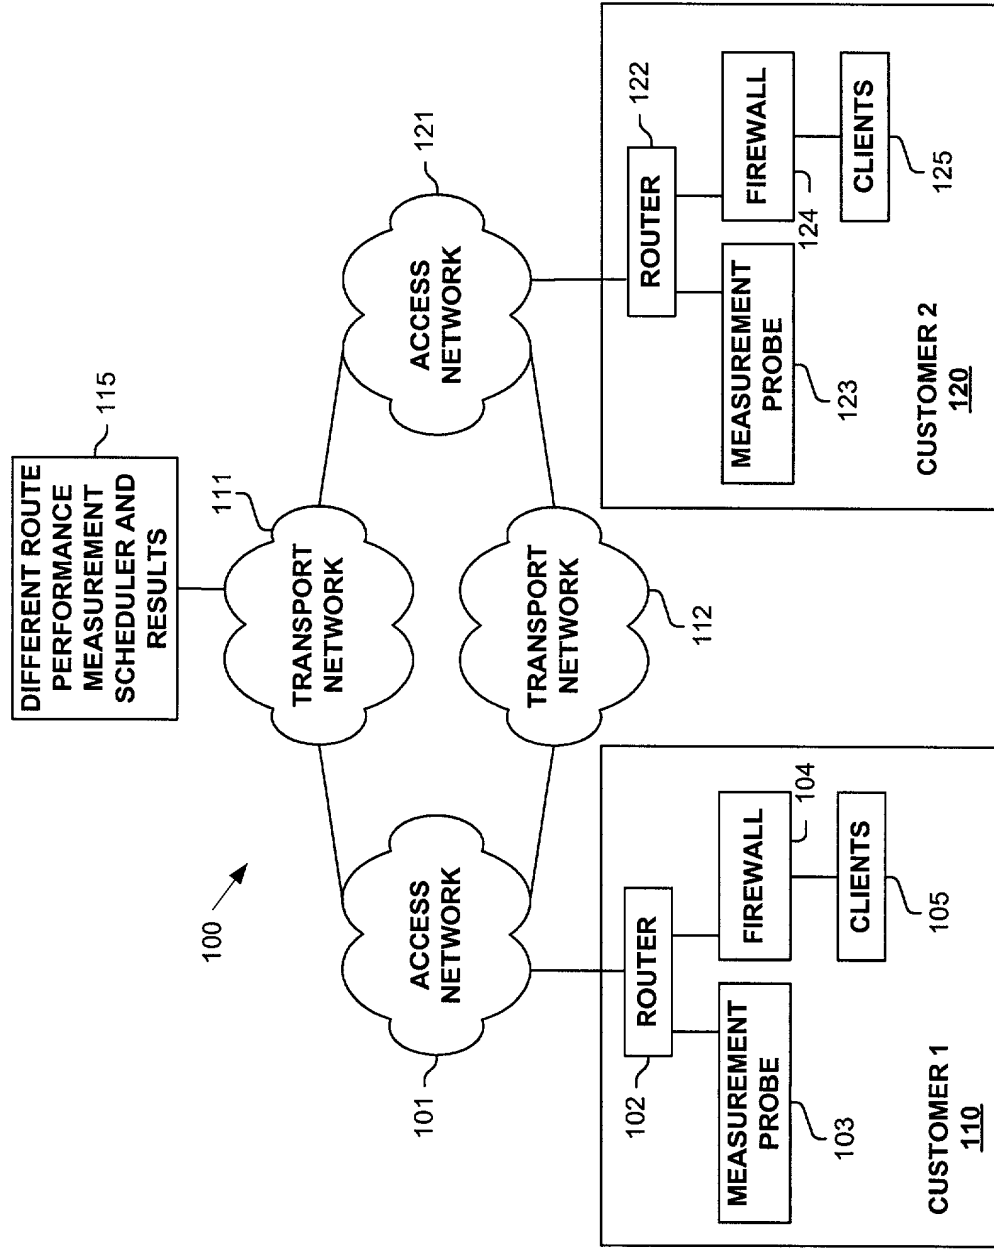 DIFFERENT ROUTE
PERFORMANCE
MEASUREMENT
SCHEDULER AND
RESULTS
115
100
111
TRANSPORT
NETWORK
101
ACCESS
NETWORK
121
ACCESS
NETWORK
TRANSPORT
NETWORK
112
102
ROUTER
MEASUREMENT
PROBE
103
FIREWALL
104
CLIENTS
105
CUSTOMER 1
110
ROUTER
122
MEASUREMENT
PROBE
123
FIREWALL
124
CLIENTS
125
CUSTOMER 2
120